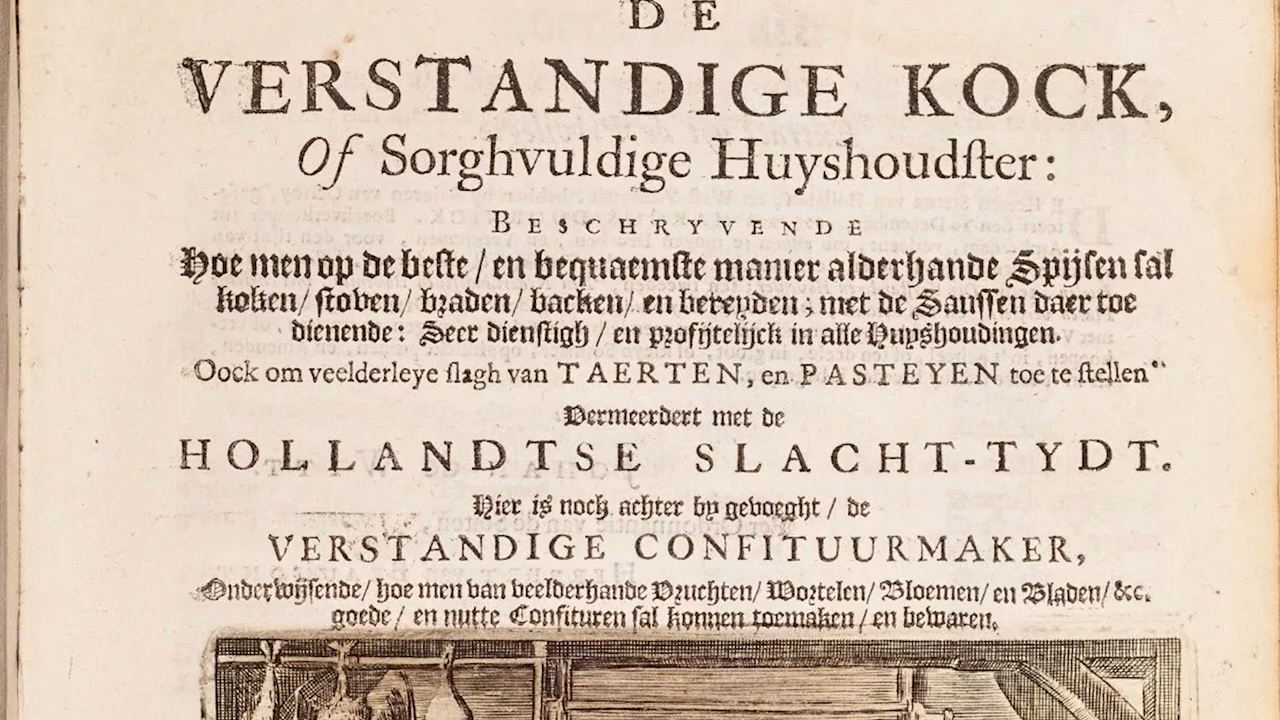 DE
VERSTANDIGE KOCK,
Of Sorghvuldige Huyshoudſter:
BESCHRYVENDE
Hoe men op de beſte / en bequaemſte manier alderhande Spijſen ſal
koken / ſtoven / braden / backen / en bereyden ; met de Sauſſen daer toe
dienende : Seer dienſtigh / en profijtelijck in alle Huyshoudingen.
Oock om veelderleye ſlagh van TAERTEN, en PASTEYEN toe te ſtellen
Vermeerdert met de
HOLLANDTSE SLACHT-TYDT.
Hier is noch achter by gevoeght / de
VERSTANDIGE CONFITUURMAKER,
Onderwijſende / hoe men van veelderhande Vruchten / Wortelen / Bloemen / en Bladen / &c.
goede / en nutte Confituren ſal konnen toemaken / en bewaren.